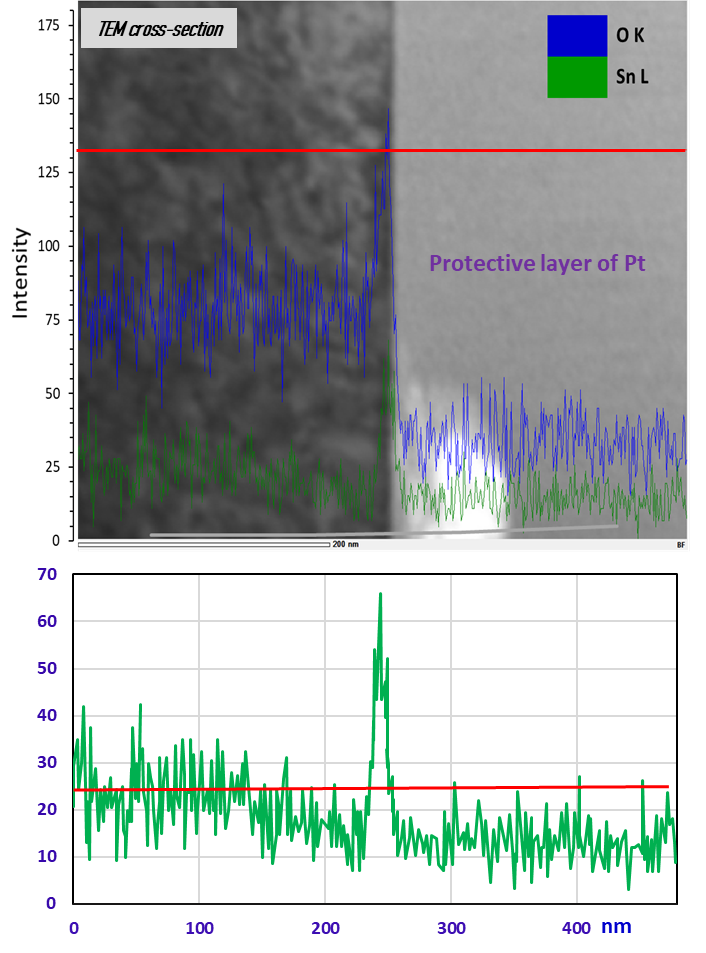 175
TEM cross-section
O K
Sn L
150
125
100
Protective layer of Pt
Intensity
75
50
25
0
200 nm
BF
70
60
50
40
30
20
10
0
0 100 200 300 400 nm